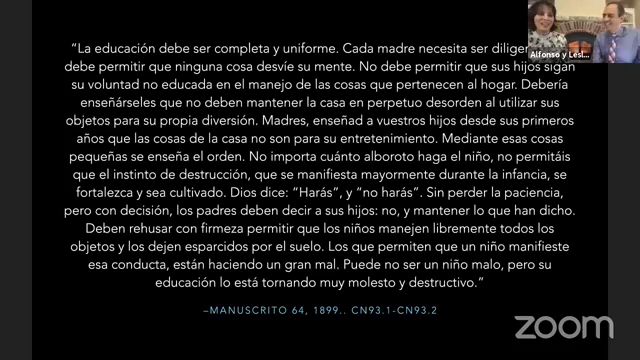 “La educación debe ser completa y uniforme. Cada madre necesita ser diligen
debe permitir que ninguna cosa desvíe su mente. No debe permitir que sus hijos sigan
su voluntad no educada en el manejo de las cosas que pertenecen al hogar. Debería
enseñárseles que no deben mantener la casa en perpetuo desorden al utilizar sus
objetos para su propia diversión. Madres, enseñad a vuestros hijos desde sus primeros
años que las cosas de la casa no son para su entretenimiento. Mediante esas cosas
pequeñas se enseña el orden. No importa cuánto alboroto haga el niño, no permitáis
que el instinto de destrucción, que se manifiesta mayormente durante la infancia, se
fortalezca y sea cultivado. Dios dice: “Harás”, y “no harás”. Sin perder la paciencia,
pero con decisión, los padres deben decir a sus hijos: no, y mantener lo que han dicho.
Deben rehusar con firmeza permitir que los niños manejen libremente todos los
objetos y los dejen esparcidos por el suelo. Los que permiten que un niño manifieste
esa conducta, están haciendo un gran mal. Puede no ser un niño malo, pero su
educación lo está tornando muy molesto y destructivo.”
–MANUSCRITO 64, 1899.. CN93.1-CN93.2
Alfonso y Lesl...
zoom